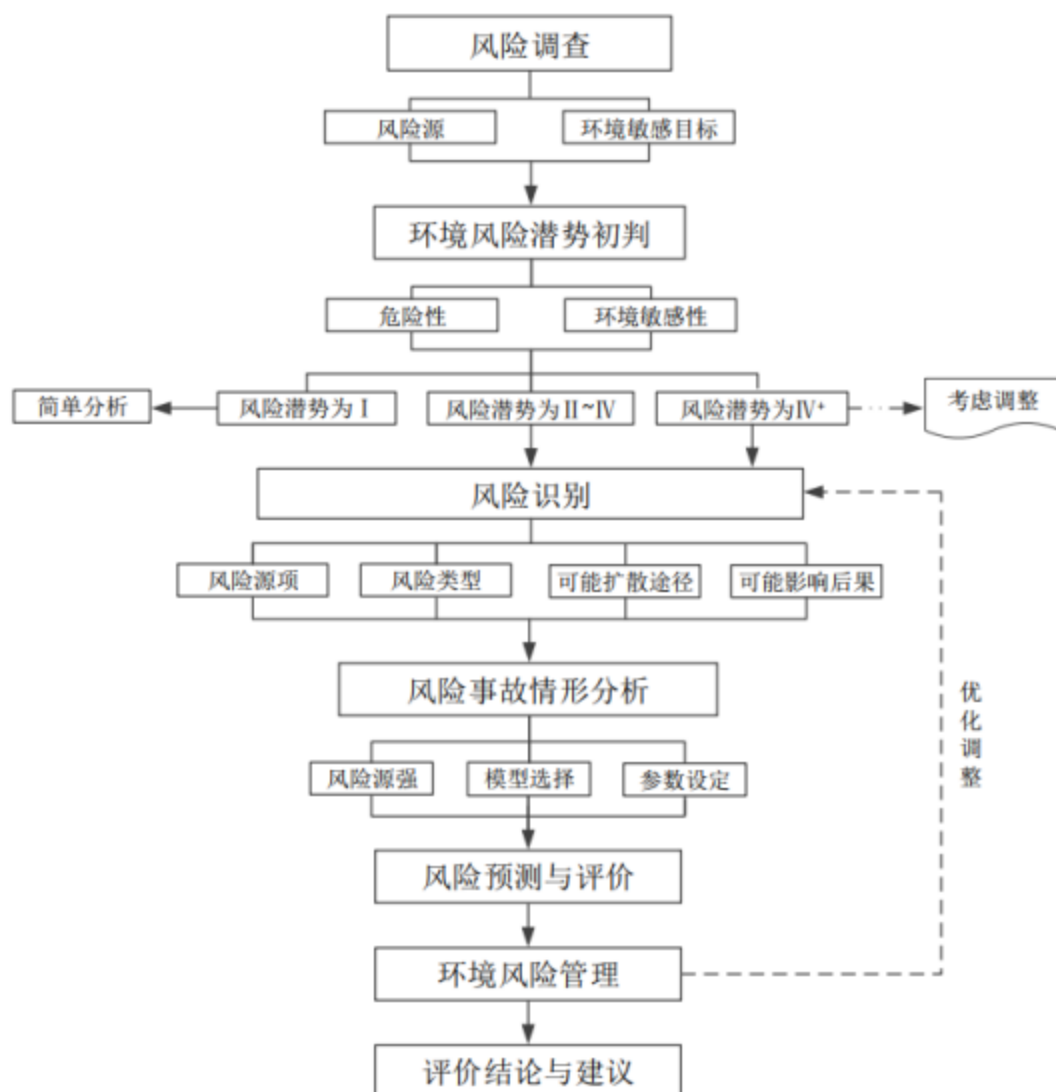 风险调查
风险源
环境敏感目标
环境风险潜势初判
危险性
环境敏感性
简单分析
风险潜势为Ⅰ
风险潜势为Ⅱ~Ⅳ
风险潜势为Ⅳ⁺
考虑调整
风险识别
风险源项
风险类型
可能扩散途径
可能影响后果
风险事故情形分析
优化调整
风险源强
模型选择
参数设定
风险预测与评价
环境风险管理
评价结论与建议